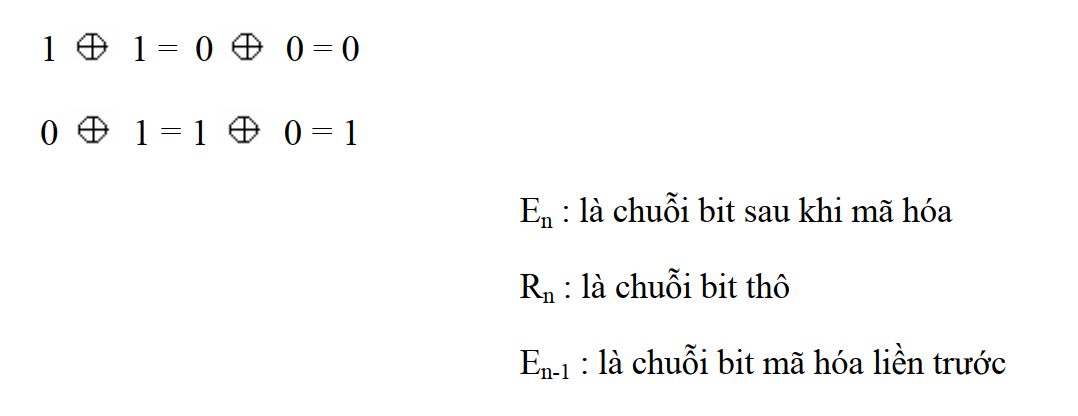 1 ⊕ 1 = 0 ⊕ 0 = 0
0 ⊕ 1 = 1 ⊕ 0 = 1
Eₙ : là chuỗi bit sau khi mã hóa
Rₙ : là chuỗi bit thô
Eₙ₋₁ : là chuỗi bit mã hóa liền trước